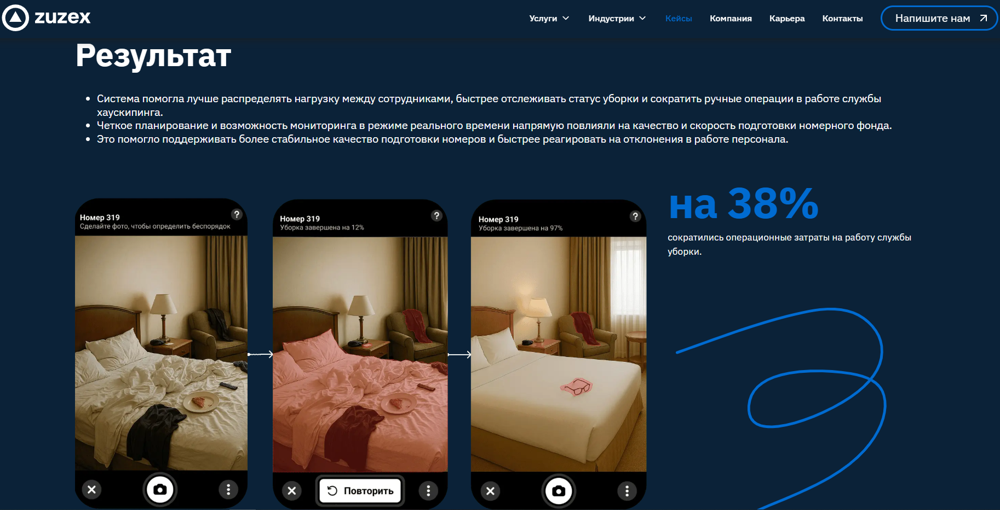 zuzex
Услуги
Индустрии
Кейсы
Компания
Карьера
Контакты
Напишите нам
Результат
Система помогла лучше распределять нагрузку между сотрудниками, быстрее отслеживать статус уборки и сократить ручные операции в работе службы
хаускипинга.
Четкое планирование и возможность мониторинга в режиме реального времени напрямую повлияли на качество и скорость подготовки номерного фонда.
Это помогло поддерживать более стабильное качество подготовки номеров и быстрее реагировать на отклонения в работе персонала.
Номер 319
Сделайте фото, чтобы определить беспорядок
?
Номер 319
Уборка завершена на 12%
?
Повторить
Номер 319
Уборка завершена на 97%
?
на 38%
сократились операционные затраты на работу службы
уборки.